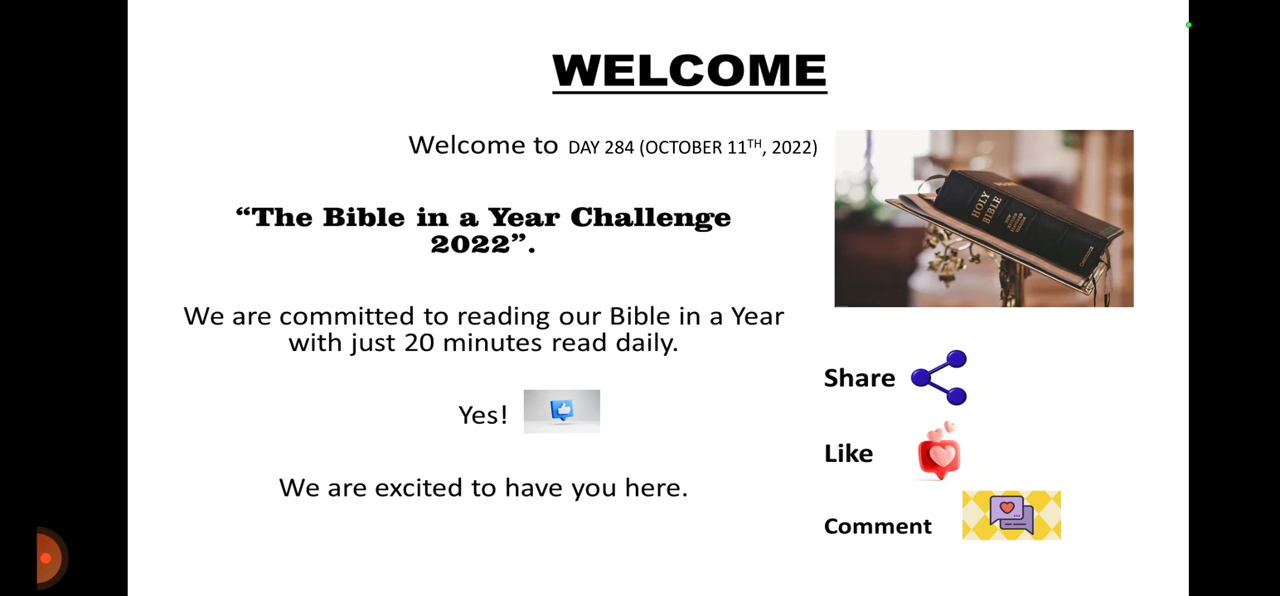 WELCOME
Welcome to DAY 284 (OCTOBER 11TH, 2022)
“The Bible in a Year Challenge
2022”.
We are committed to reading our Bible in a Year
with just 20 minutes read daily.
Yes!
We are excited to have you here.
HOLY
BIBLE
Share
Like
Comment